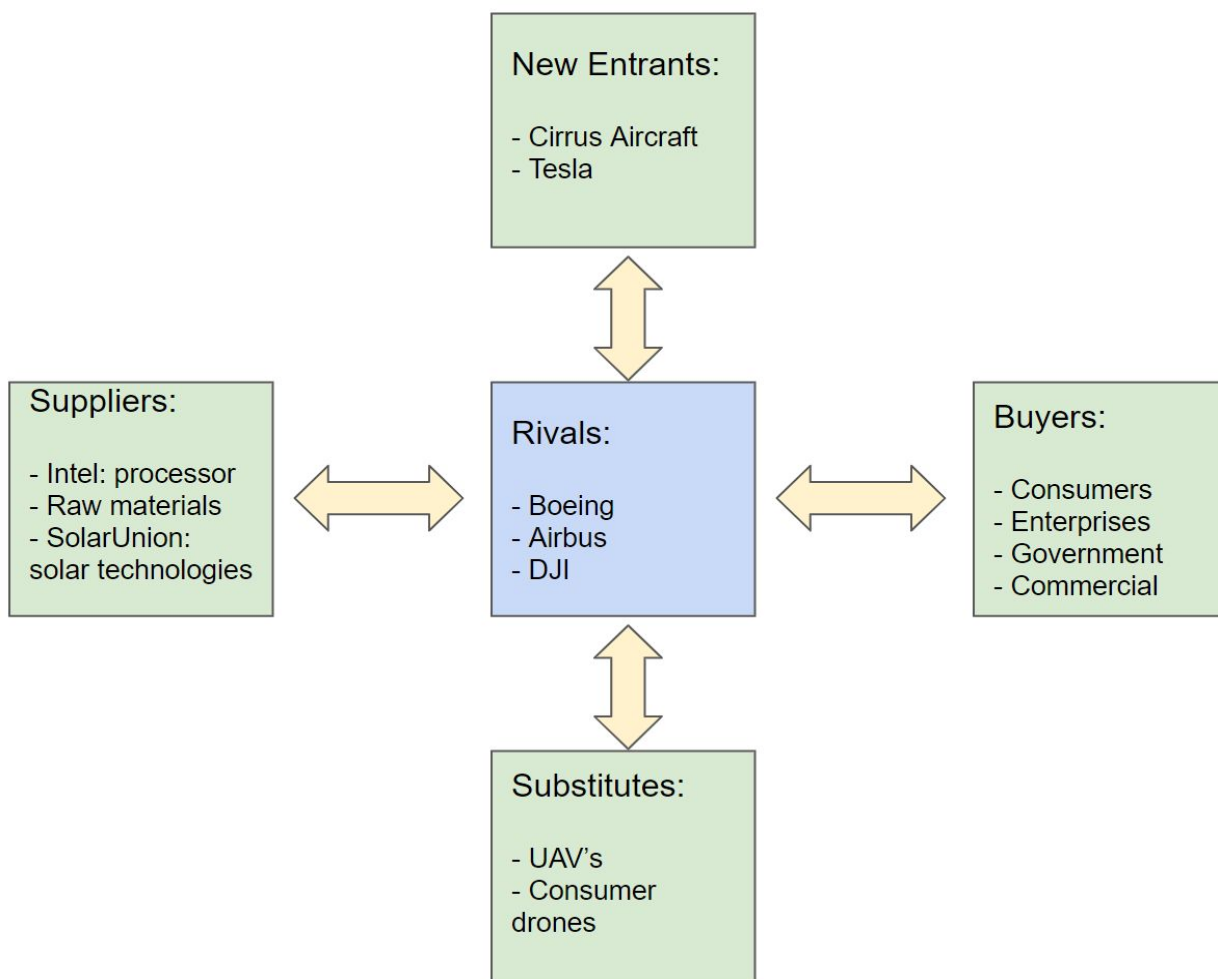 New Entrants:
- Cirrus Aircraft
- Tesla
Suppliers:
- Intel: processor
- Raw materials
- SolarUnion:
solar technologies
Rivals:
- Boeing
- Airbus
- DJI
Buyers:
- Consumers
- Enterprises
- Government
- Commercial
Substitutes:
- UAV's
- Consumer
drones